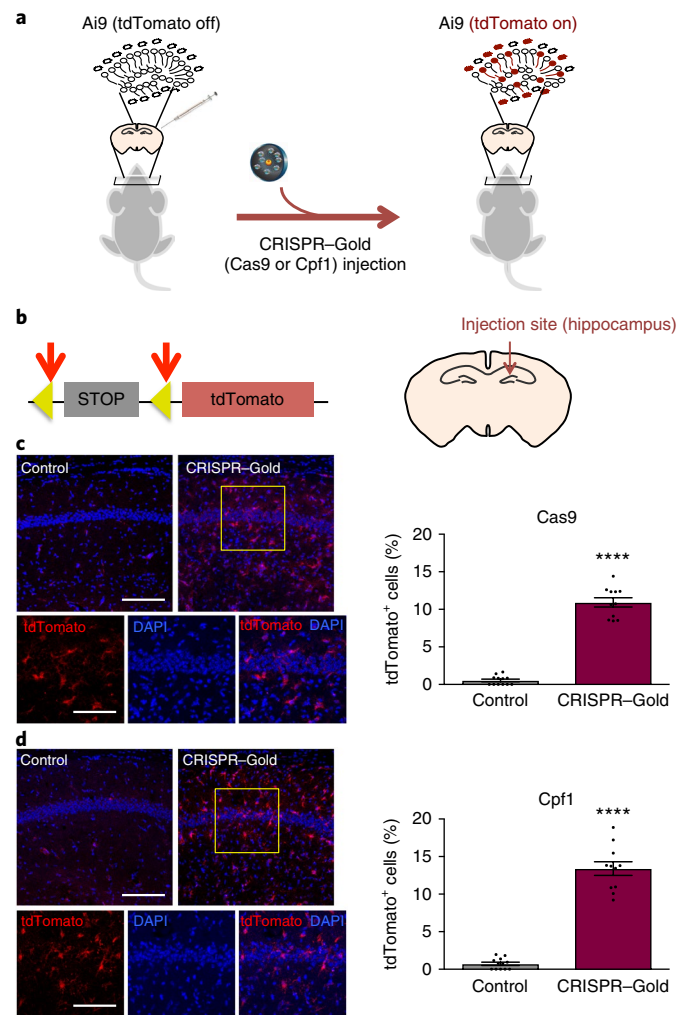 a
Ai9 (tdTomato off)
Ai9 (tdTomato on)
CRISPR–Gold
(Cas9 or Cpf1) injection
b
Injection site (hippocampus)
STOP
tdTomato
c
Control
CRISPR–Gold
tdTomato
DAPI
tdTomato DAPI
Cas9
tdTomato⁺ cells (%)
20
15
10
5
0
****
Control
CRISPR–Gold
d
Control
CRISPR–Gold
tdTomato
DAPI
tdTomato DAPI
Cpf1
tdTomato⁺ cells (%)
20
15
10
5
0
****
Control
CRISPR–Gold